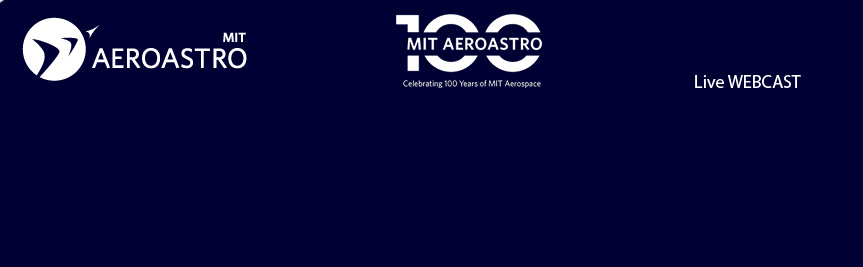 MIT
AEROASTRO
100
MIT AEROASTRO
Celebrating 100 Years of MIT Aerospace
Live WEBCAST